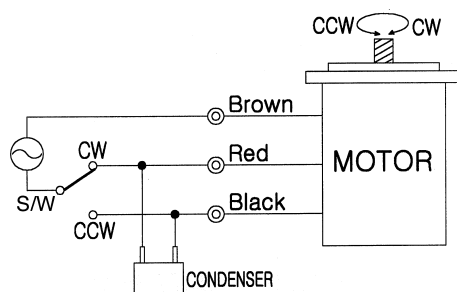 CCW CW
Brown
CW
Red
MOTOR
S/W
Black
CCW
CONDENSER